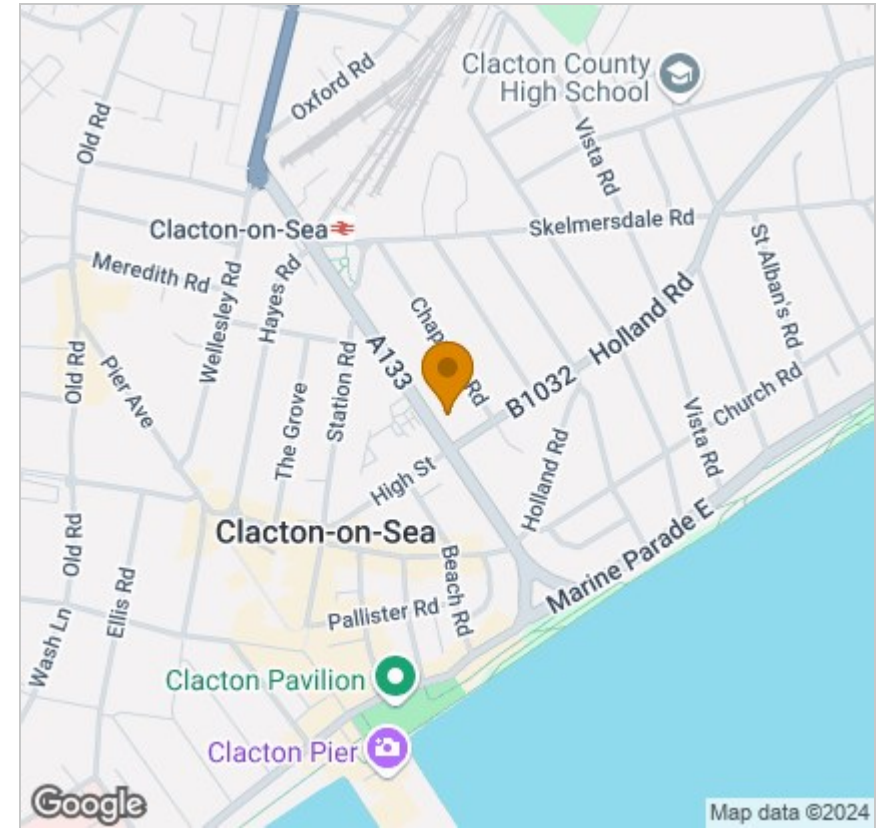 Oxford Rd
Clacton County
High School
Old Rd
Vista Rd
Clacton-on-Sea
Skelmersdale Rd
Meredith Rd
Wellesley Rd
Hayes Rd
St Alban's Rd
Chap
Rd
A133
B1032
Holland Rd
Old Rd
Pier Ave
The Grove
Station Rd
Church Rd
Vista Rd
High St
Holland Rd
Clacton-on-Sea
Old Rd
Ellis Rd
Wash Ln
Beach Rd
Marine Parade E
Pallister Rd
Clacton Pavilion
Clacton Pier
Google
Map data ©2024